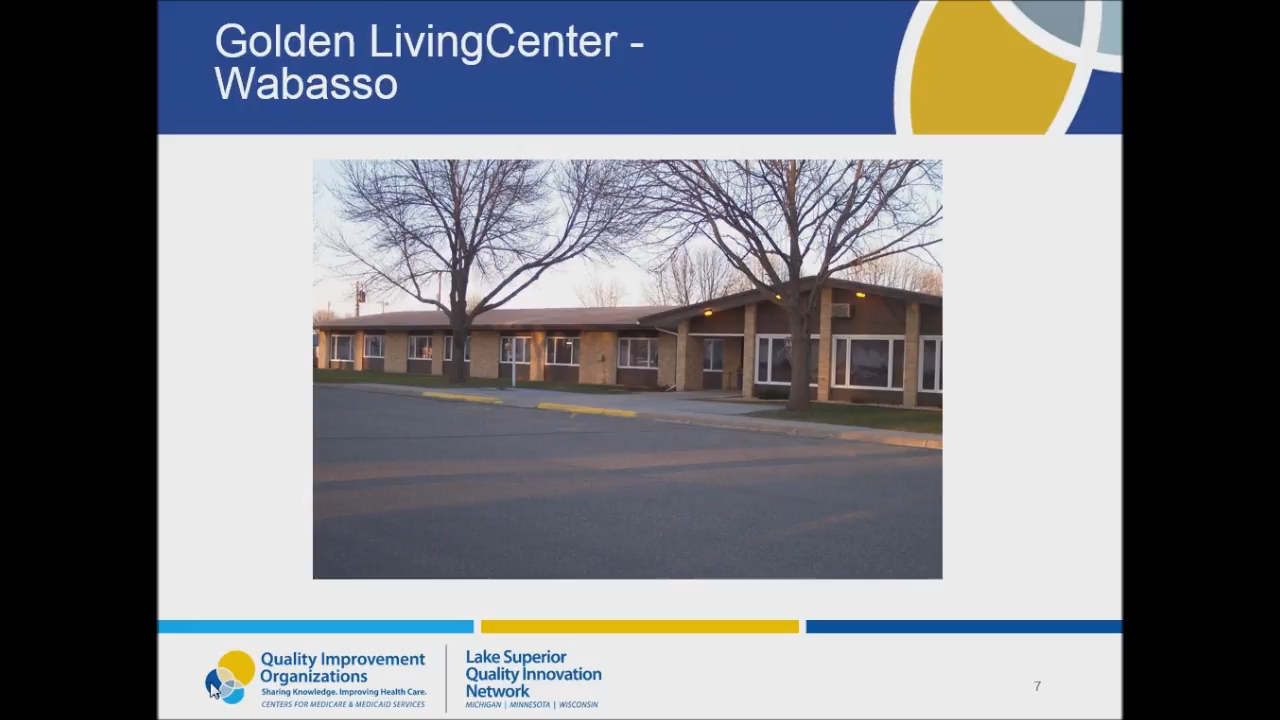 Golden LivingCenter -
Wabasso
Quality Improvement
Organizations
Sharing Knowledge. Improving Health Care.
CENTERS FOR MEDICARE & MEDICAID SERVICES
Lake Superior
Quality Innovation
Network
MICHIGAN | MINNESOTA | WISCONSIN
7